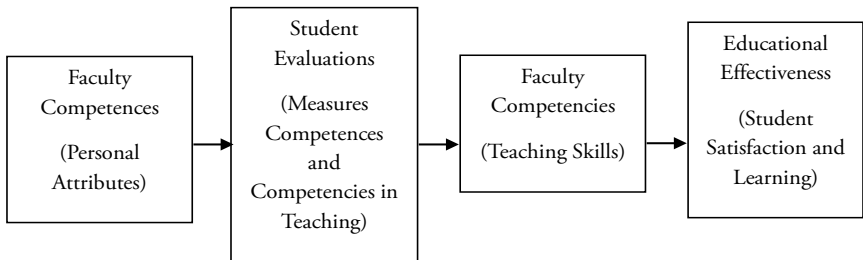 Faculty
Competences
(Personal
Attributes)
Student
Evaluations
(Measures
Competences
and
Competencies in
Teaching)
Faculty
Competencies
(Teaching Skills)
Educational
Effectiveness
(Student
Satisfaction and
Learning)